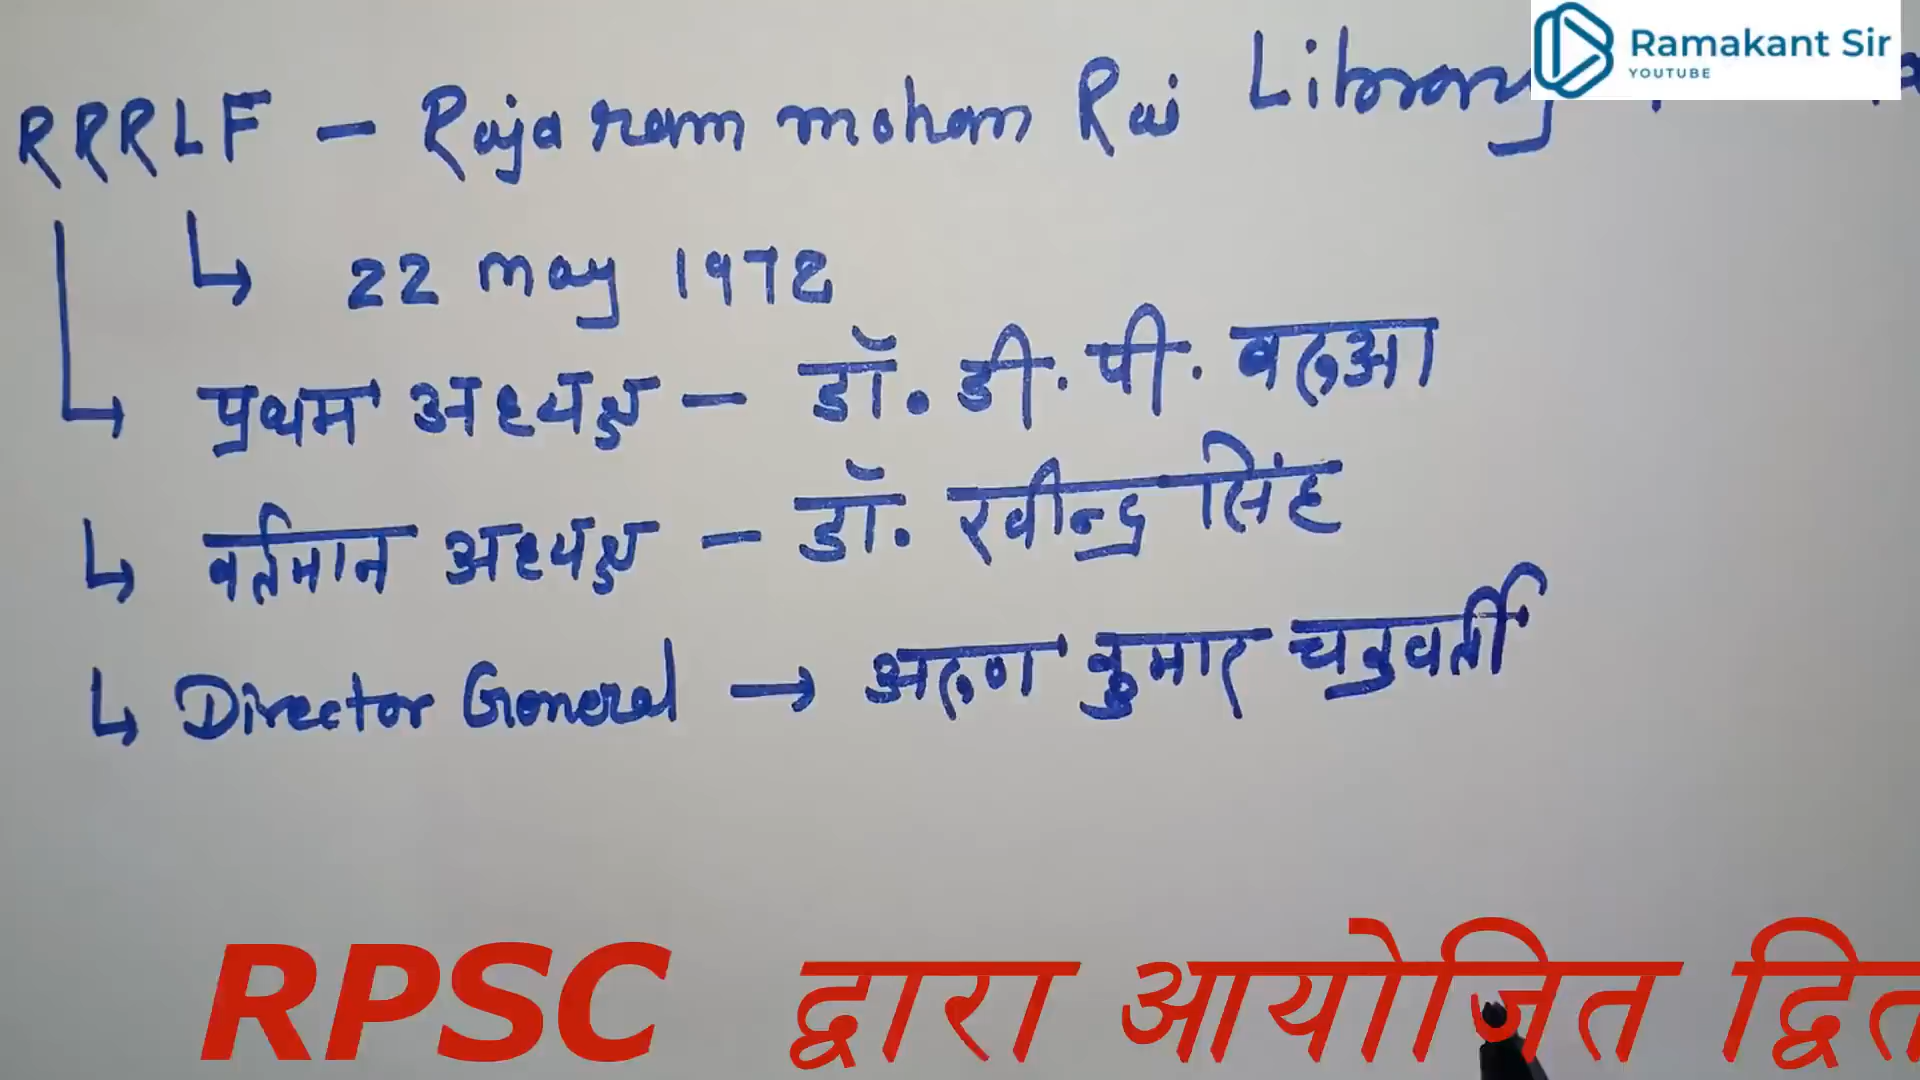 Ramakant Sir
YOUTUBE
RRRLF - Raja ram mohan Rai Library
↳ 22 may 1972
↳ प्रथम अध्यक्ष - डॉ. डी. पी. बरुआ
↳ वर्तमान अध्यक्ष - डॉ. रवीन्द्र सिंह
↳ Director General → अरुण कुमार चक्रवर्ती
RPSC द्वारा आयोजित द्वित